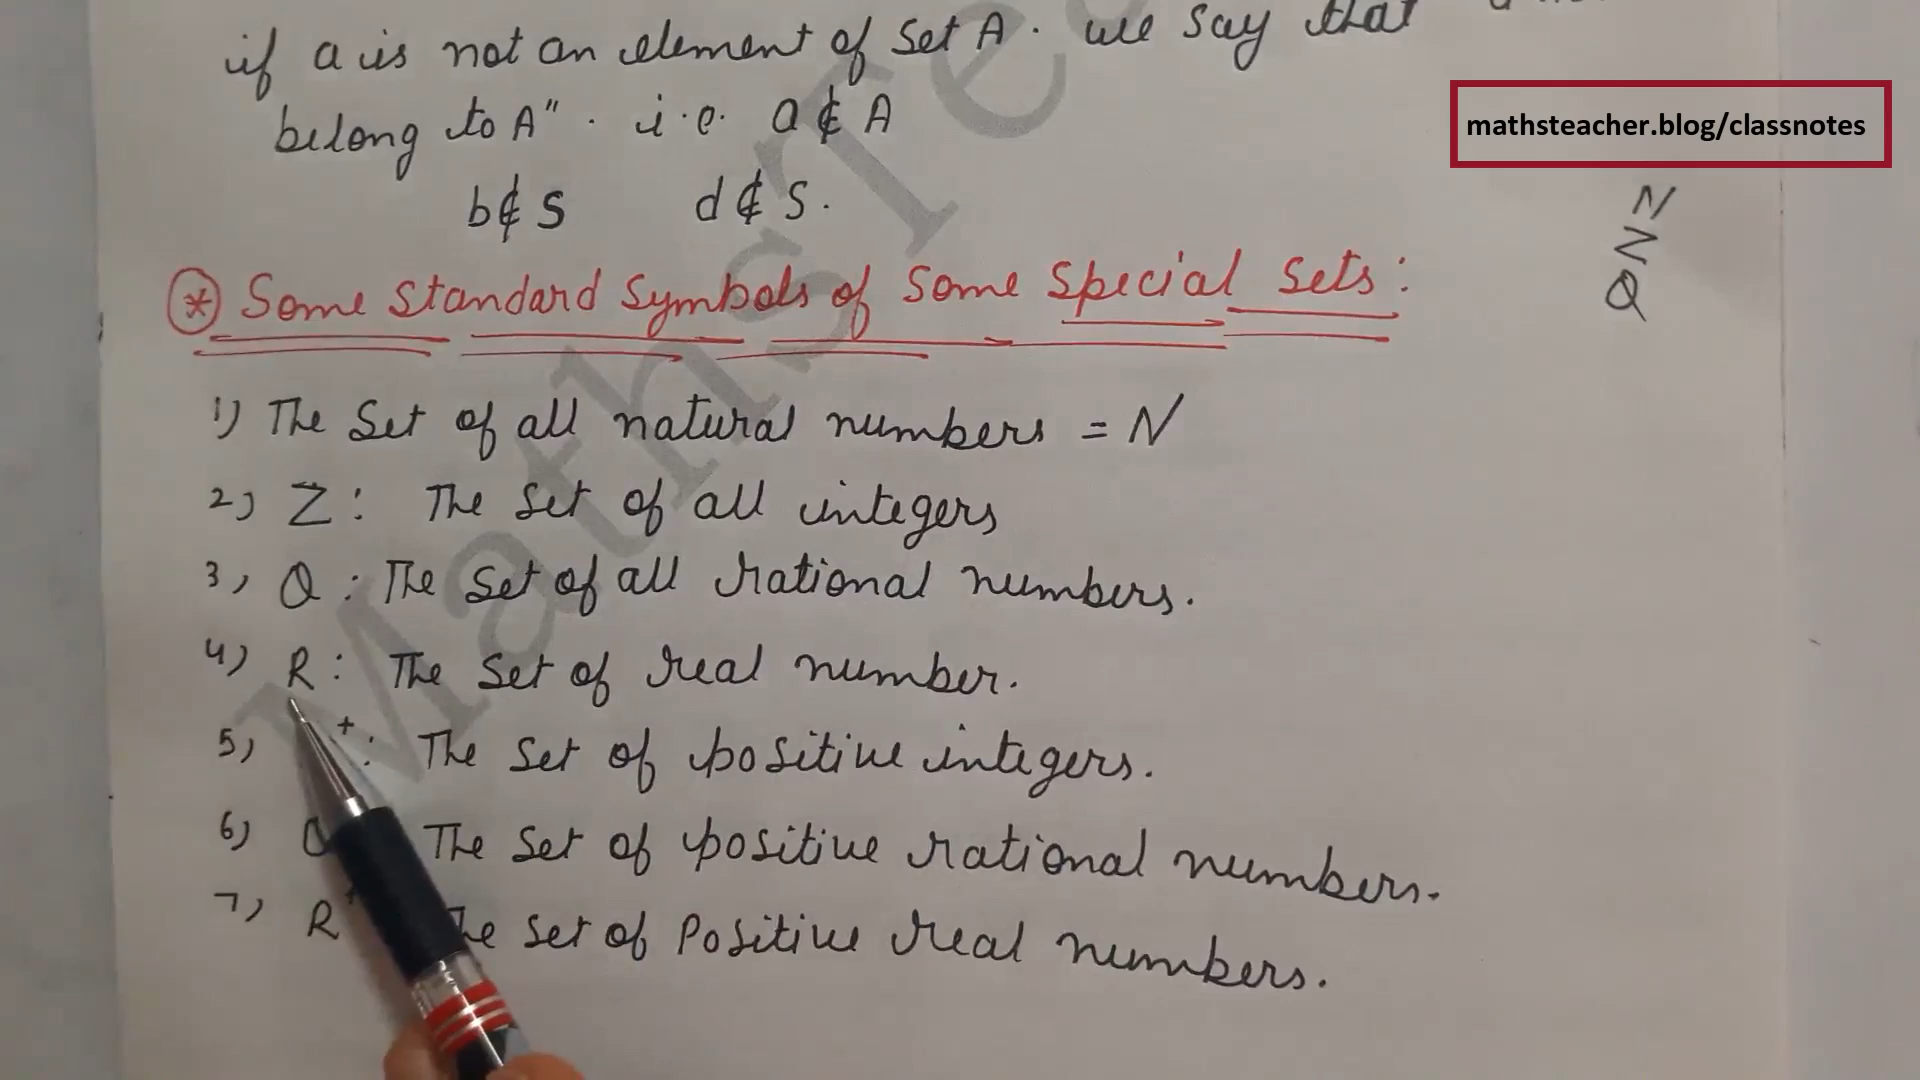 if a is not an element of Set A. we say that
belong to A". i.e. a ∉ A
b ∉ S d ∉ S.
mathsteacher.blog/classnotes
N
Z
Q
* Some Standard Symbols of Some Special Sets:
1) The Set of all natural numbers = N
2) Z: The Set of all integers
3) Q: The Set of all rational numbers.
4) R: The Set of real number.
5) +: The Set of positive integers.
6) The Set of positive rational numbers.
7) R+ The Set of Positive real numbers.
MathsTe